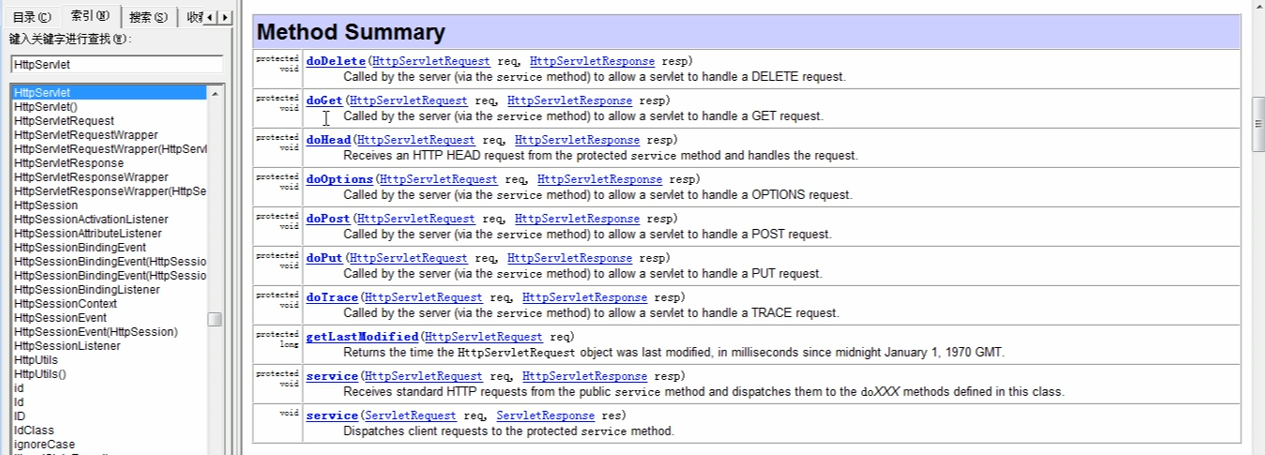 目录(C) 索引(N) 搜索(S) 收
键入关键字进行查找(W):
HttpServlet
HttpServlet
HttpServlet()
HttpServletRequest
HttpServletRequestWrapper
HttpServletRequestWrapper(HttpServl
HttpServletResponse
HttpServletResponseWrapper
HttpServletResponseWrapper(HttpSe
HttpSession
HttpSessionActivationListener
HttpSessionAttributeListener
HttpSessionBindingEvent
HttpSessionBindingEvent(HttpSessio
HttpSessionBindingEvent(HttpSessio
HttpSessionBindingListener
HttpSessionContext
HttpSessionEvent
HttpSessionEvent(HttpSession)
HttpSessionListener
HttpUtils
HttpUtils()
id
Id
ID
IdClass
ignoreCase
Method Summary
protected void doDelete(HttpServletRequest req, HttpServletResponse resp)
Called by the server (via the service method) to allow a servlet to handle a DELETE request.
protected void doGet(HttpServletRequest req, HttpServletResponse resp)
Called by the server (via the service method) to allow a servlet to handle a GET request.
protected void doHead(HttpServletRequest req, HttpServletResponse resp)
Receives an HTTP HEAD request from the protected service method and handles the request.
protected void doOptions(HttpServletRequest req, HttpServletResponse resp)
Called by the server (via the service method) to allow a servlet to handle a OPTIONS request.
protected void doPost(HttpServletRequest req, HttpServletResponse resp)
Called by the server (via the service method) to allow a servlet to handle a POST request.
protected void doPut(HttpServletRequest req, HttpServletResponse resp)
Called by the server (via the service method) to allow a servlet to handle a PUT request.
protected void doTrace(HttpServletRequest req, HttpServletResponse resp)
Called by the server (via the service method) to allow a servlet to handle a TRACE request.
protected long getLastModified(HttpServletRequest req)
Returns the time the HttpServletRequest object was last modified, in milliseconds since midnight January 1, 1970 GMT.
protected void service(HttpServletRequest req, HttpServletResponse resp)
Receives standard HTTP requests from the public service method and dispatches them to the doXXX methods defined in this class.
void service(ServletRequest req, ServletResponse res)
Dispatches client requests to the protected service method.